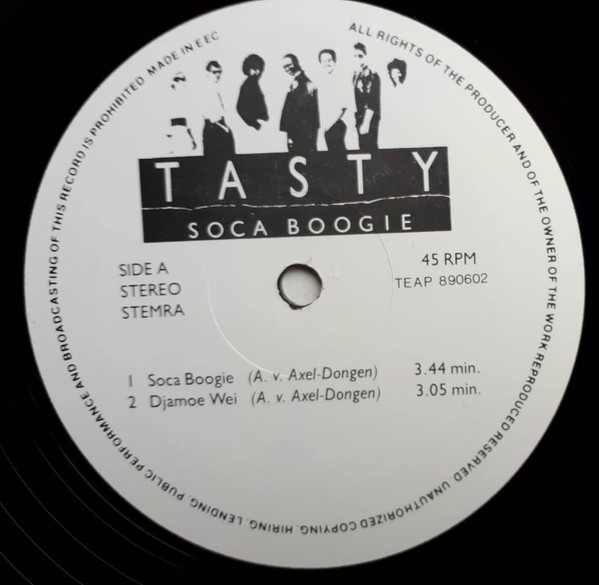 ALL RIGHTS OF THE PRODUCER AND OF THE OWNER OF THE WORK REPRODUCED RESERVED. UNAUTHORIZED COPYING, HIRING, LENDING, PUBLIC PERFORMANCE AND BROADCASTING OF THIS RECORD IS PROHIBITED. MADE IN EEC
TASTY
SOCA BOOGIE
SIDE A
STEREO
STEMRA
45 RPM
TEAP 890602
1 Soca Boogie (A. v. Axel-Dongen) 3.44 min.
2 Djamoe Wei (A. v. Axel-Dongen) 3.05 min.